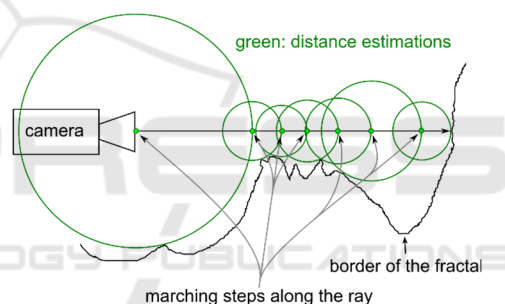 green: distance estimations
camera
border of the fractal
marching steps along the ray